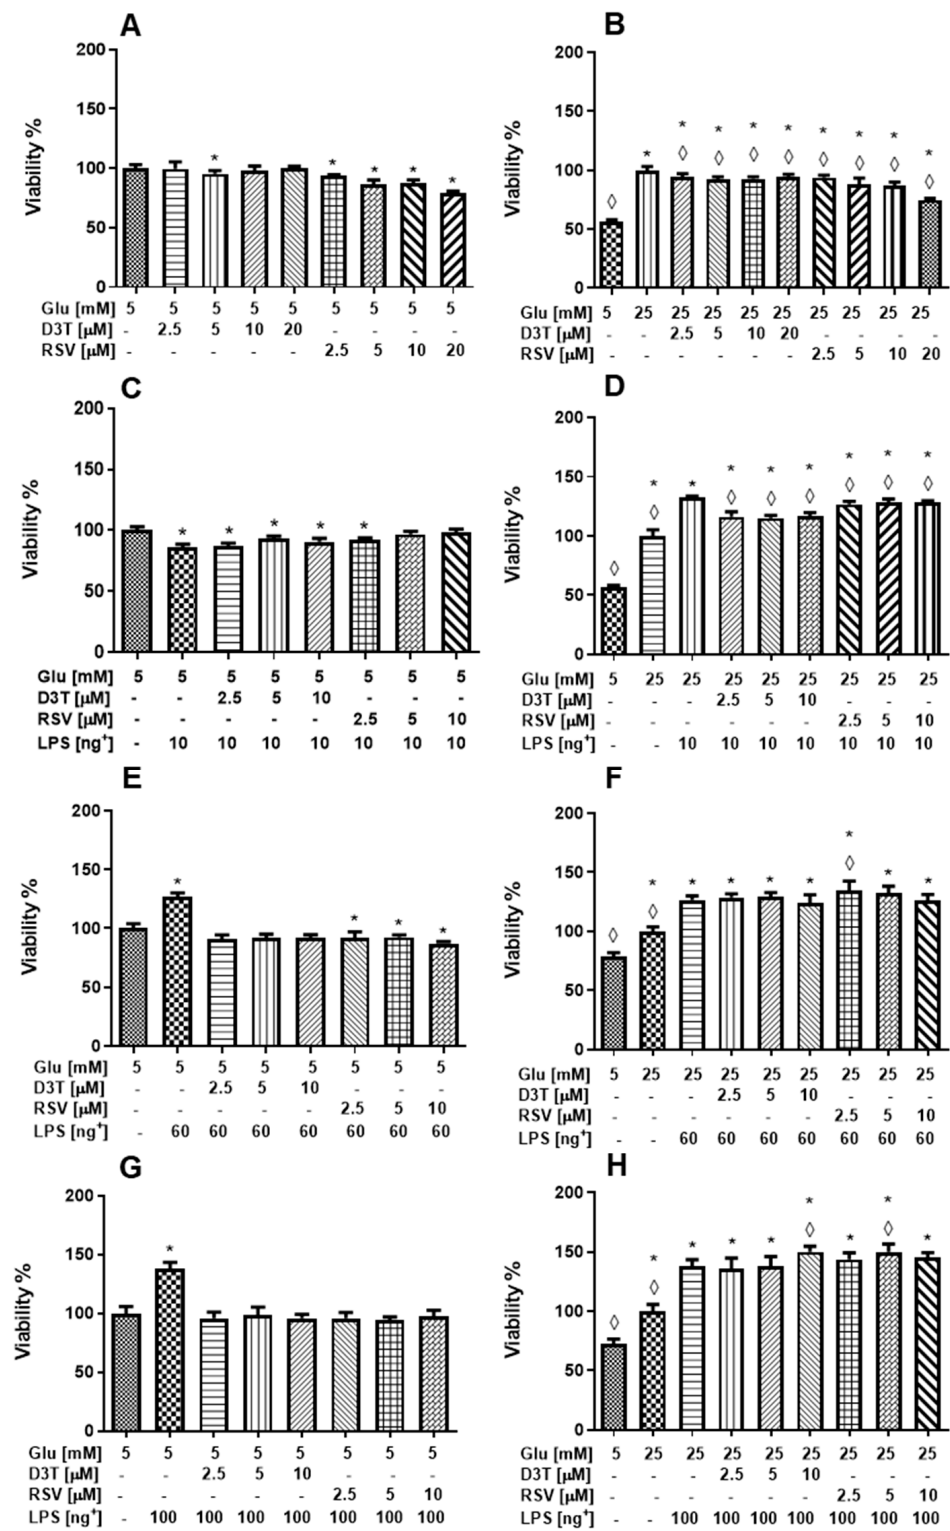 A
200
150
100
50
0
Viability %
* * * * *
Glu [mM] 5 5 5 5 5 5 5 5 5
D3T [µM] - 2.5 5 10 20 - - - -
RSV [µM] - - - - - 2.5 5 10 20
B
200
150
100
50
0
Viability %
* * * * * * * * *
◊ ◊ ◊ ◊ ◊ ◊ ◊ ◊ ◊
Glu [mM] 5 25 25 25 25 25 25 25 25 25
D3T [µM] - - 2.5 5 10 20 - - - -
RSV [µM] - - - - - - 2.5 5 10 20
C
200
150
100
50
0
Viability %
* * * * *
Glu [mM] 5 5 5 5 5 5 5 5
D3T [µM] - - 2.5 5 10 - - -
RSV [µM] - - - - - 2.5 5 10
LPS [ng⁺] - 10 10 10 10 10 10 10
D
200
150
100
50
0
Viability %
* * * * * * * *
◊ ◊ ◊ ◊ ◊ ◊ ◊ ◊
Glu [mM] 5 25 25 25 25 25 25 25 25
D3T [µM] - - - 2.5 5 10 - - -
RSV [µM] - - - - - - 2.5 5 10
LPS [ng⁺] - - 10 10 10 10 10 10 10
E
200
150
100
50
0
Viability %
* * * *
Glu [mM] 5 5 5 5 5 5 5 5
D3T [µM] - - 2.5 5 10 - - -
RSV [µM] - - - - - 2.5 5 10
LPS [ng⁺] - 60 60 60 60 60 60 60
F
200
150
100
50
0
Viability %
* * * * * * * *
◊ ◊ ◊
Glu [mM] 5 25 25 25 25 25 25 25 25
D3T [µM] - - - 2.5 5 10 - - -
RSV [µM] - - - - - - 2.5 5 10
LPS [ng⁺] - - 60 60 60 60 60 60 60
G
200
150
100
50
0
Viability %
*
Glu [mM] 5 5 5 5 5 5 5 5
D3T [µM] - - 2.5 5 10 - - -
RSV [µM] - - - - - 2.5 5 10
LPS [ng⁺] - 100 100 100 100 100 100 100
H
200
150
100
50
0
Viability %
* * * * * * * *
◊ ◊ ◊ ◊
Glu [mM] 5 25 25 25 25 25 25 25 25
D3T [µM] - - - 2.5 5 10 - - -
RSV [µM] - - - - - - 2.5 5 10
LPS [ng⁺] - - 100 100 100 100 100 100 100